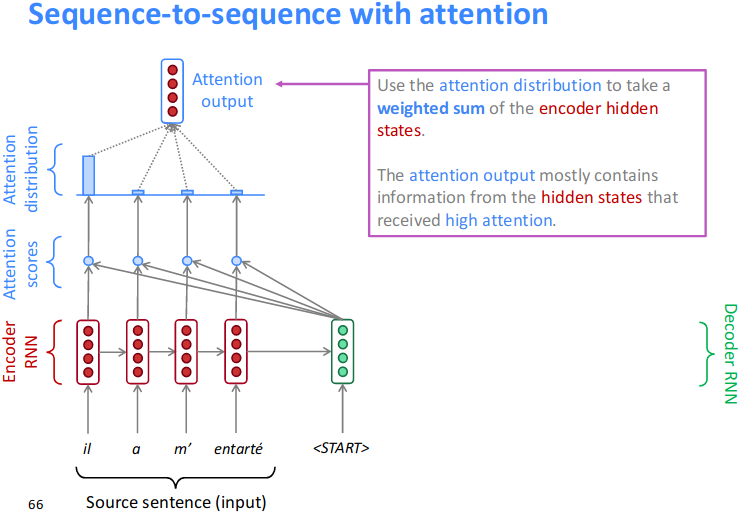 Sequence-to-sequence with attention
Attention
output
Use the attention distribution to take a
weighted sum of the encoder hidden
states.
The attention output mostly contains
information from the hidden states that
received high attention.
Attention
distribution
Attention
scores
Encoder
RNN
Decoder RNN
il
a
m’
entarté
<START>
Source sentence (input)
66